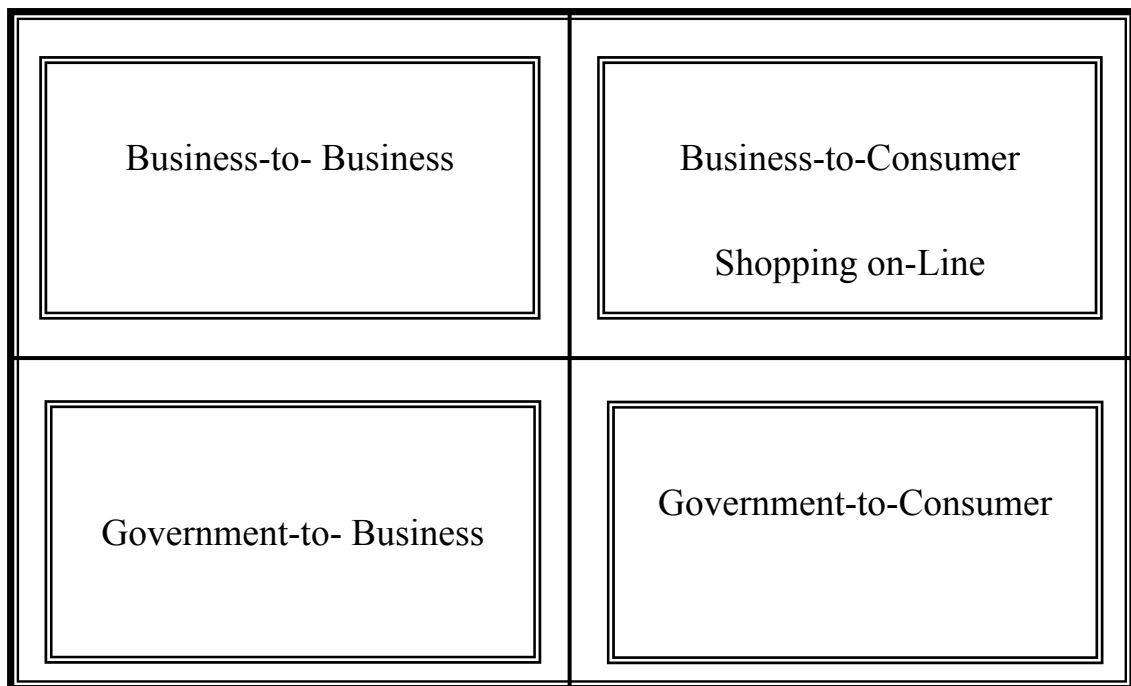 Business-to- Business
Business-to-Consumer
Shopping on-Line
Government-to- Business
Government-to-Consumer